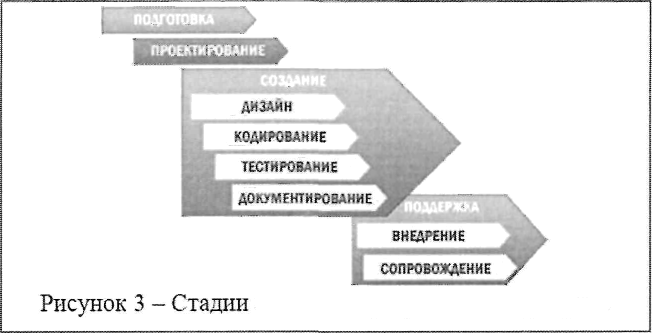 ПОДГОТОВКА
ПРОЕКТИРОВАНИЕ
СОЗДАНИЕ
ДИЗАЙН
КОДИРОВАНИЕ
ТЕСТИРОВАНИЕ
ДОКУМЕНТИРОВАНИЕ
ПОДДЕРЖКА
ВНЕДРЕНИЕ
СОПРОВОЖДЕНИЕ
Рисунок 3 – Стадии